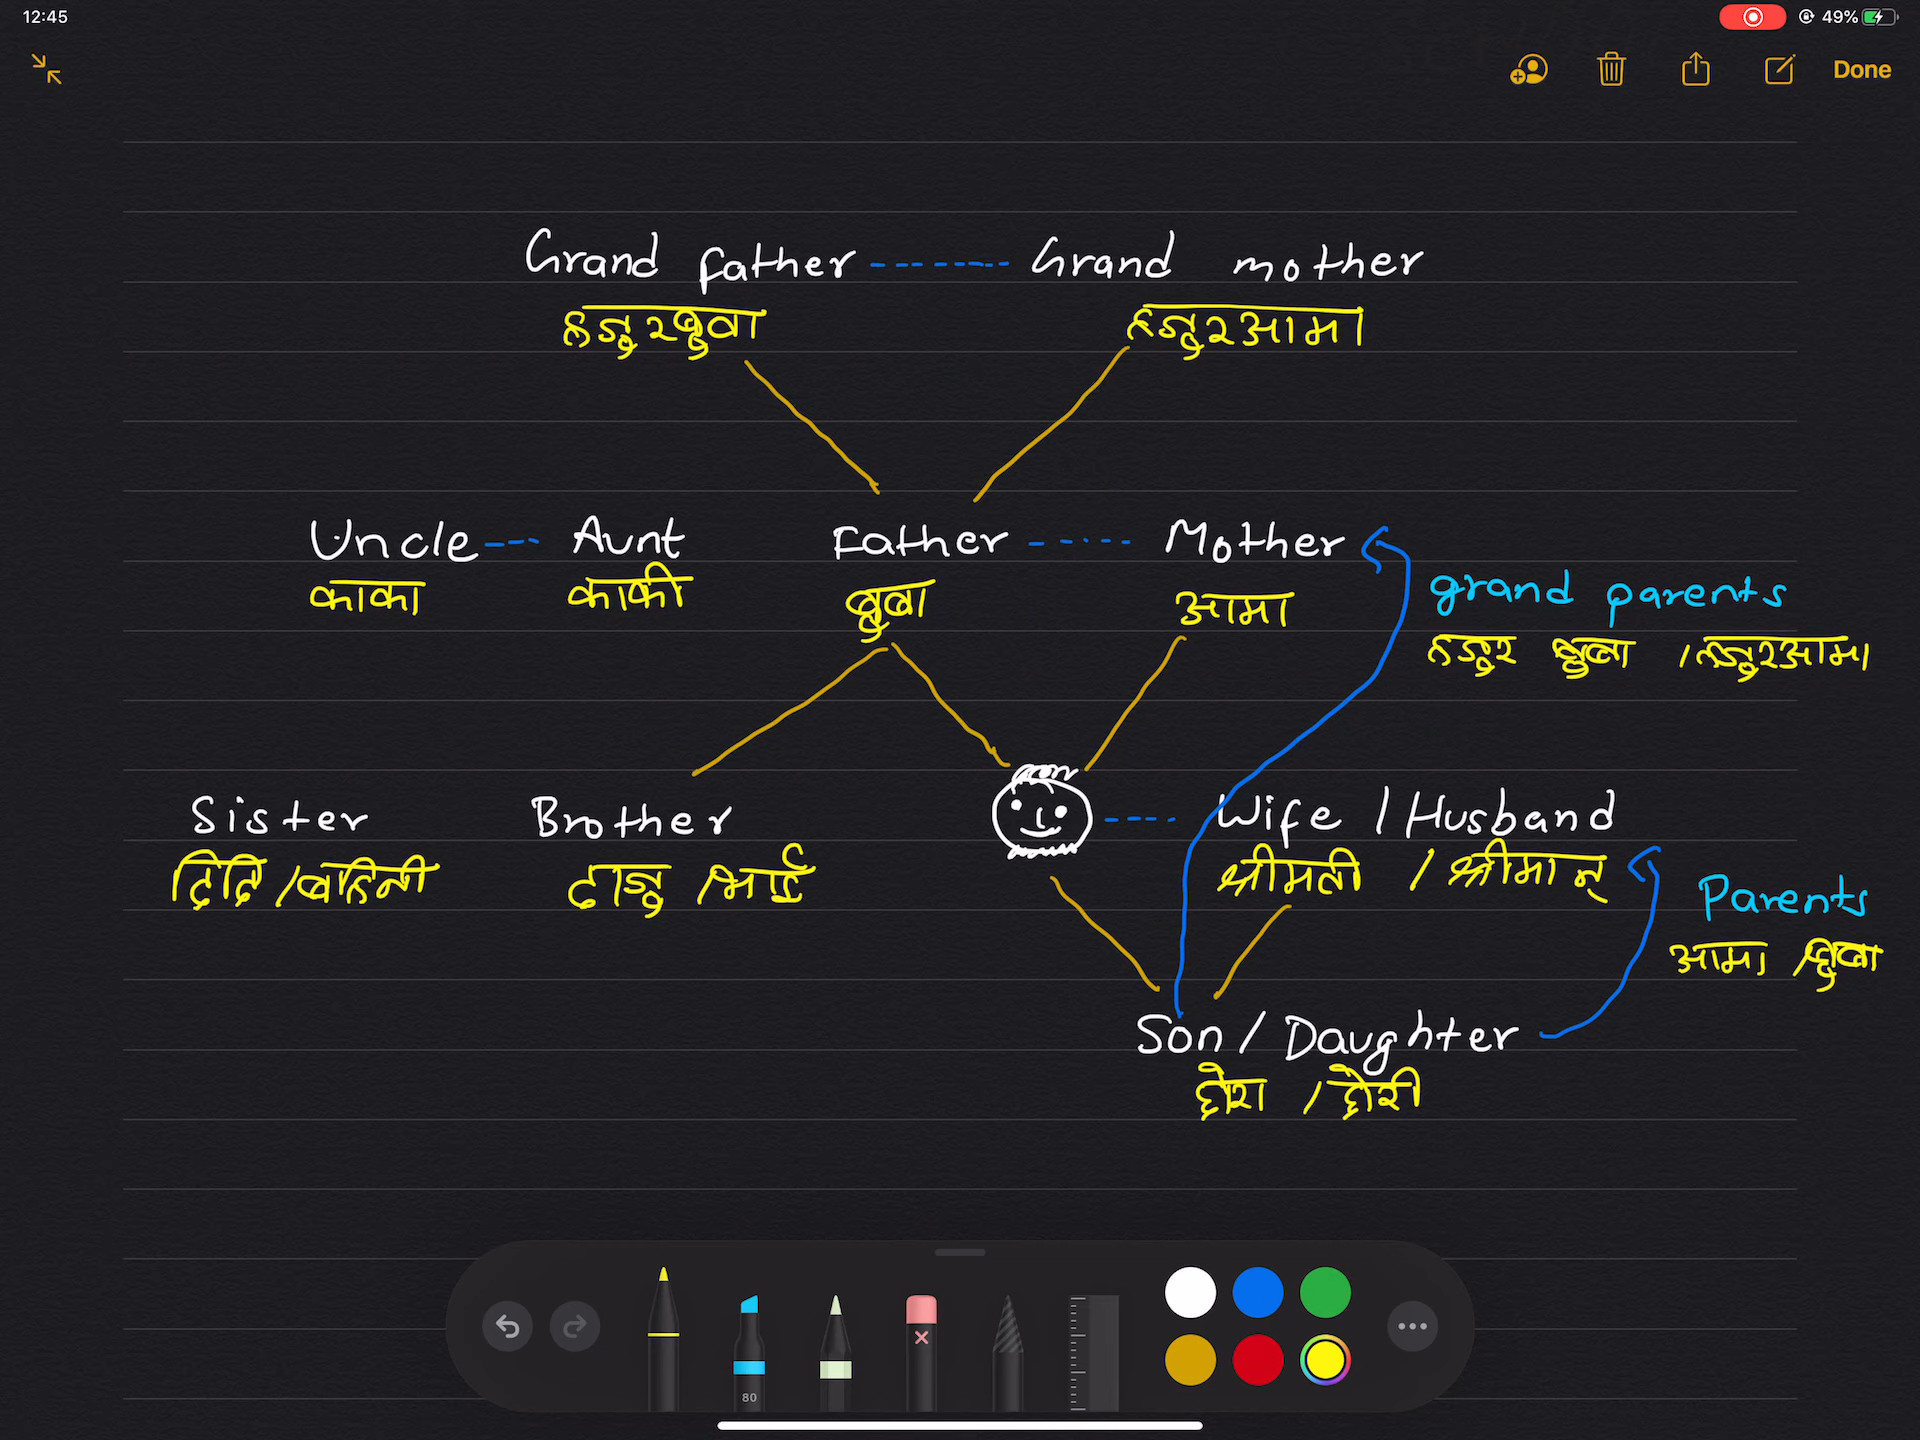 12:45
49%
Done
Grand father Grand mother
हजुरबुवा हजुरआमा
Uncle Aunt Father Mother
काका काकी बुबा आमा
grand parents
हजुर बुबा / हजुरआमा
Sister Brother Wife / Husband
दिदि / बहिनी दाजु / भाई श्रीमती / श्रीमान्
Parents
आमा / बुबा
Son / Daughter
छोरा / छोरी
80